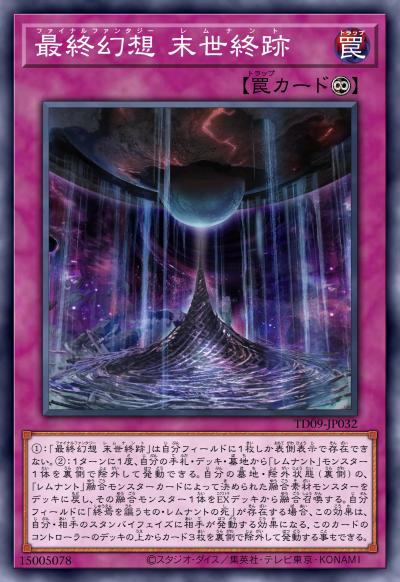 ファイナルファンタジー レムナント
最終幻想 末世終跡
トラップ
罠
トラップ
【罠カード】
TD09-JP032
①:「最終幻想 末世終跡」は自分フィールドに1枚しか表側表示で存在でき
ない。②:1ターンに1度、自分の手札・デッキ・墓地から「レムナント」モンスター
1体を裏側で除外して発動できる。自分の墓地・除外状態(裏側)の
「レムナント」融合モンスターカードによって決められた融合素材モンスターを
デッキに戻し、その融合モンスター1体をEXデッキから融合召喚する。自分
フィールドに「終焉を謳うもの-レムナントの死」が存在する場合、この効果は、
自分・相手のスタンバイフェイズに相手が発動する効果になる。このカードの
コントローラーのデッキの上からカード3枚を裏側で除外して発動する事もできる。
15005078
©スタジオ・ダイス/集英社・テレビ東京・KONAMI